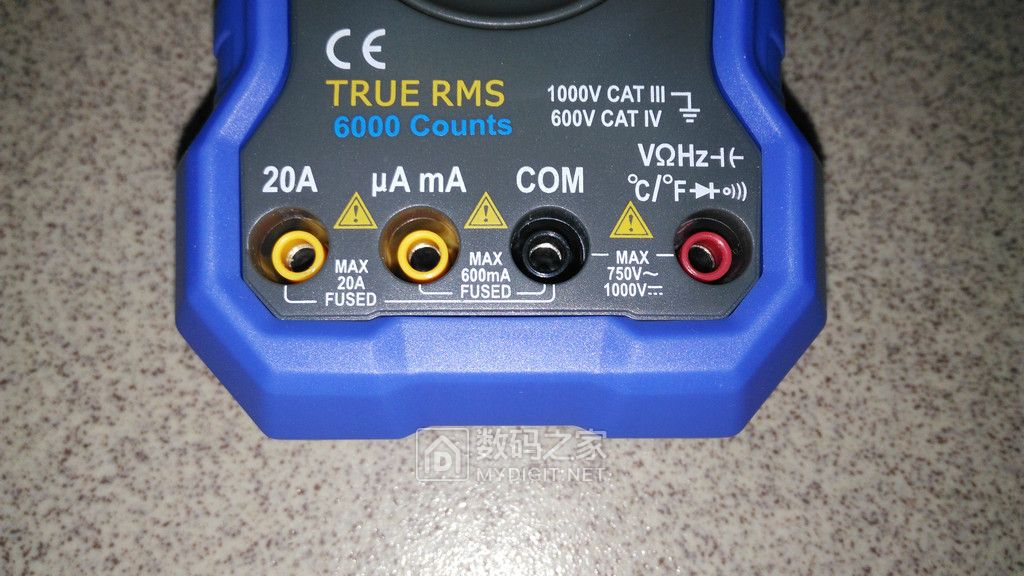 CE
TRUE RMS
6000 Counts
1000V CAT III
600V CAT IV
20A
µA mA
COM
VΩHz
℃/℉
MAX
20A
FUSED
MAX
600mA
FUSED
MAX
750V~
1000V⎓
数码之家
MYDIGIT.NET